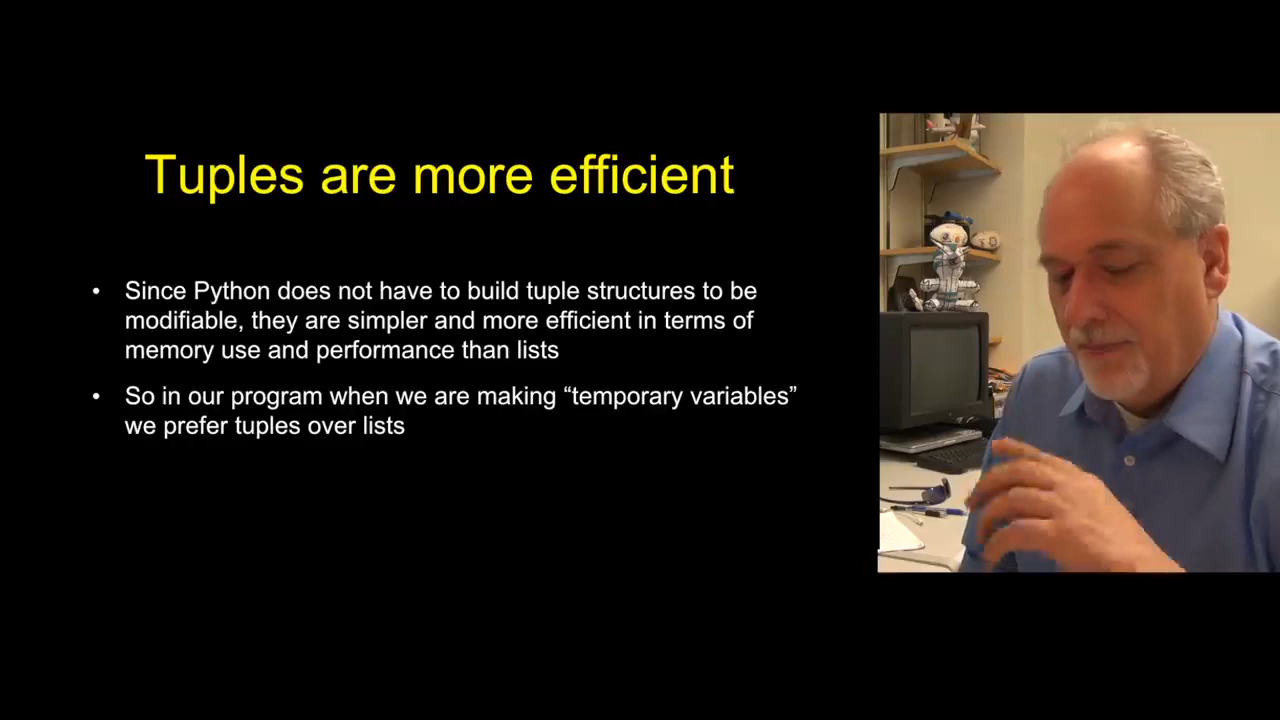 Tuples are more efficient
• Since Python does not have to build tuple structures to be
modifiable, they are simpler and more efficient in terms of
memory use and performance than lists
• So in our program when we are making “temporary variables”
we prefer tuples over lists